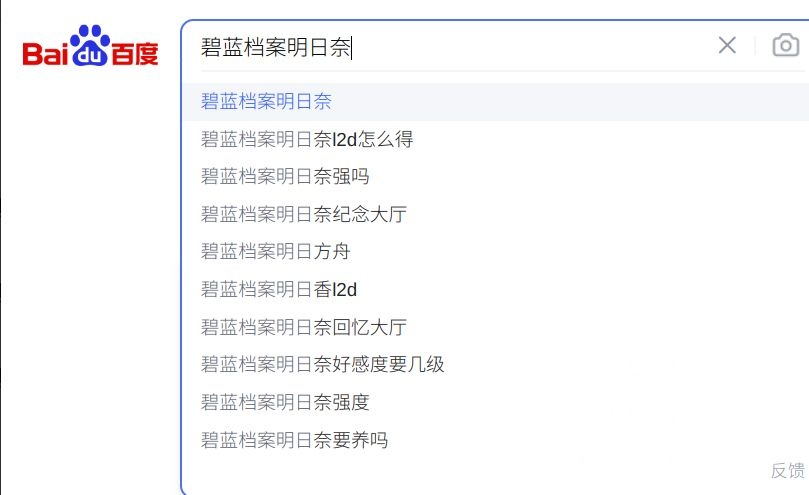 Bai du 百度
碧蓝档案明日奈
碧蓝档案明日奈
碧蓝档案明日奈l2d怎么得
碧蓝档案明日奈强吗
碧蓝档案明日奈纪念大厅
碧蓝档案明日方舟
碧蓝档案明日香l2d
碧蓝档案明日奈回忆大厅
碧蓝档案明日奈好感度要几级
碧蓝档案明日奈强度
碧蓝档案明日奈要养吗
反馈